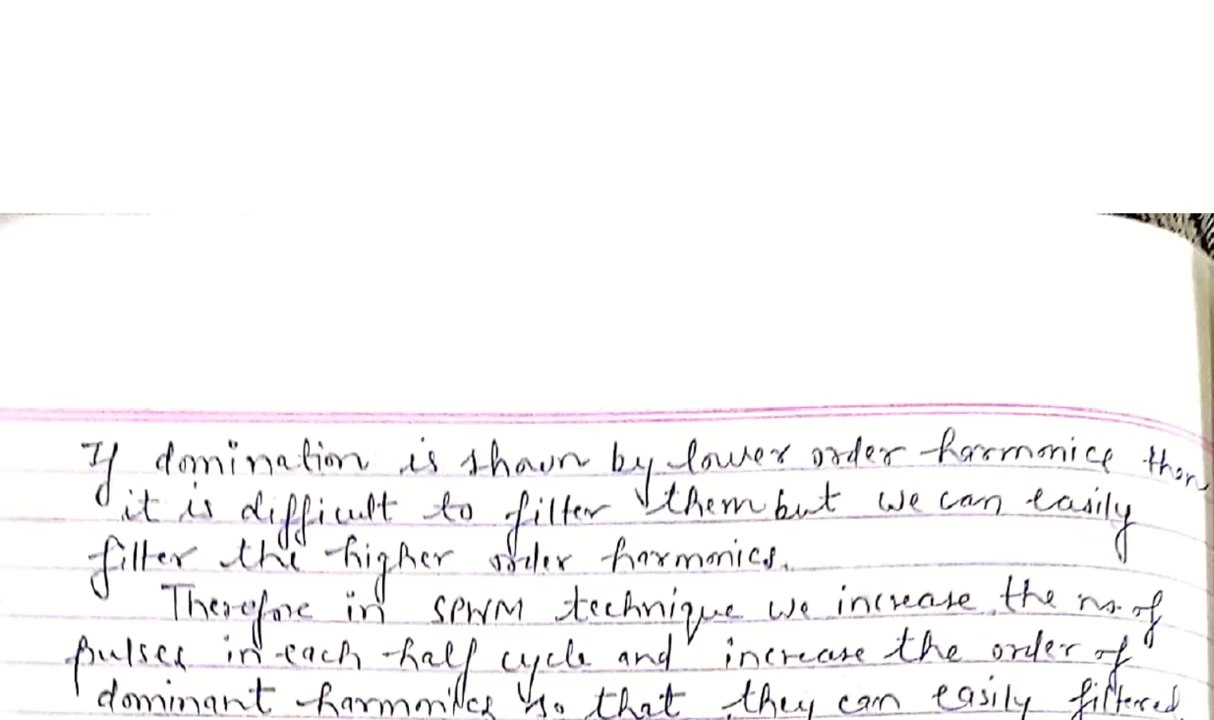 If domination is shown by lower order harmonics then
it is difficult to filter them but we can easily
filter the higher order harmonics.
Therefore in SPWM technique we increase the no. of
pulses in each half cycle and increase the order of
dominant harmonics so that they can easily filtered